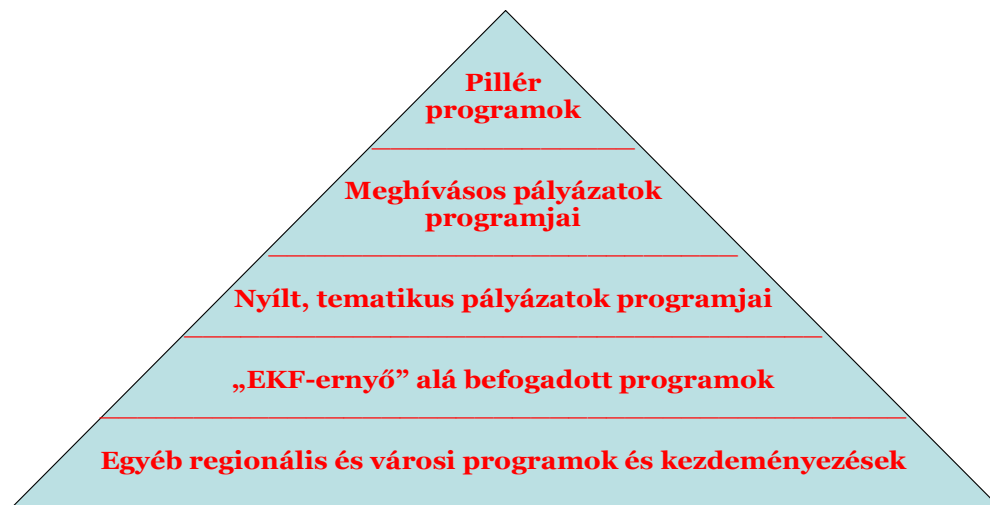 Pillér
programok
Meghívásos pályázatok
programjai
Nyílt, tematikus pályázatok programjai
„EKF-ernyő” alá befogadott programok
Egyéb regionális és városi programok és kezdeményezések